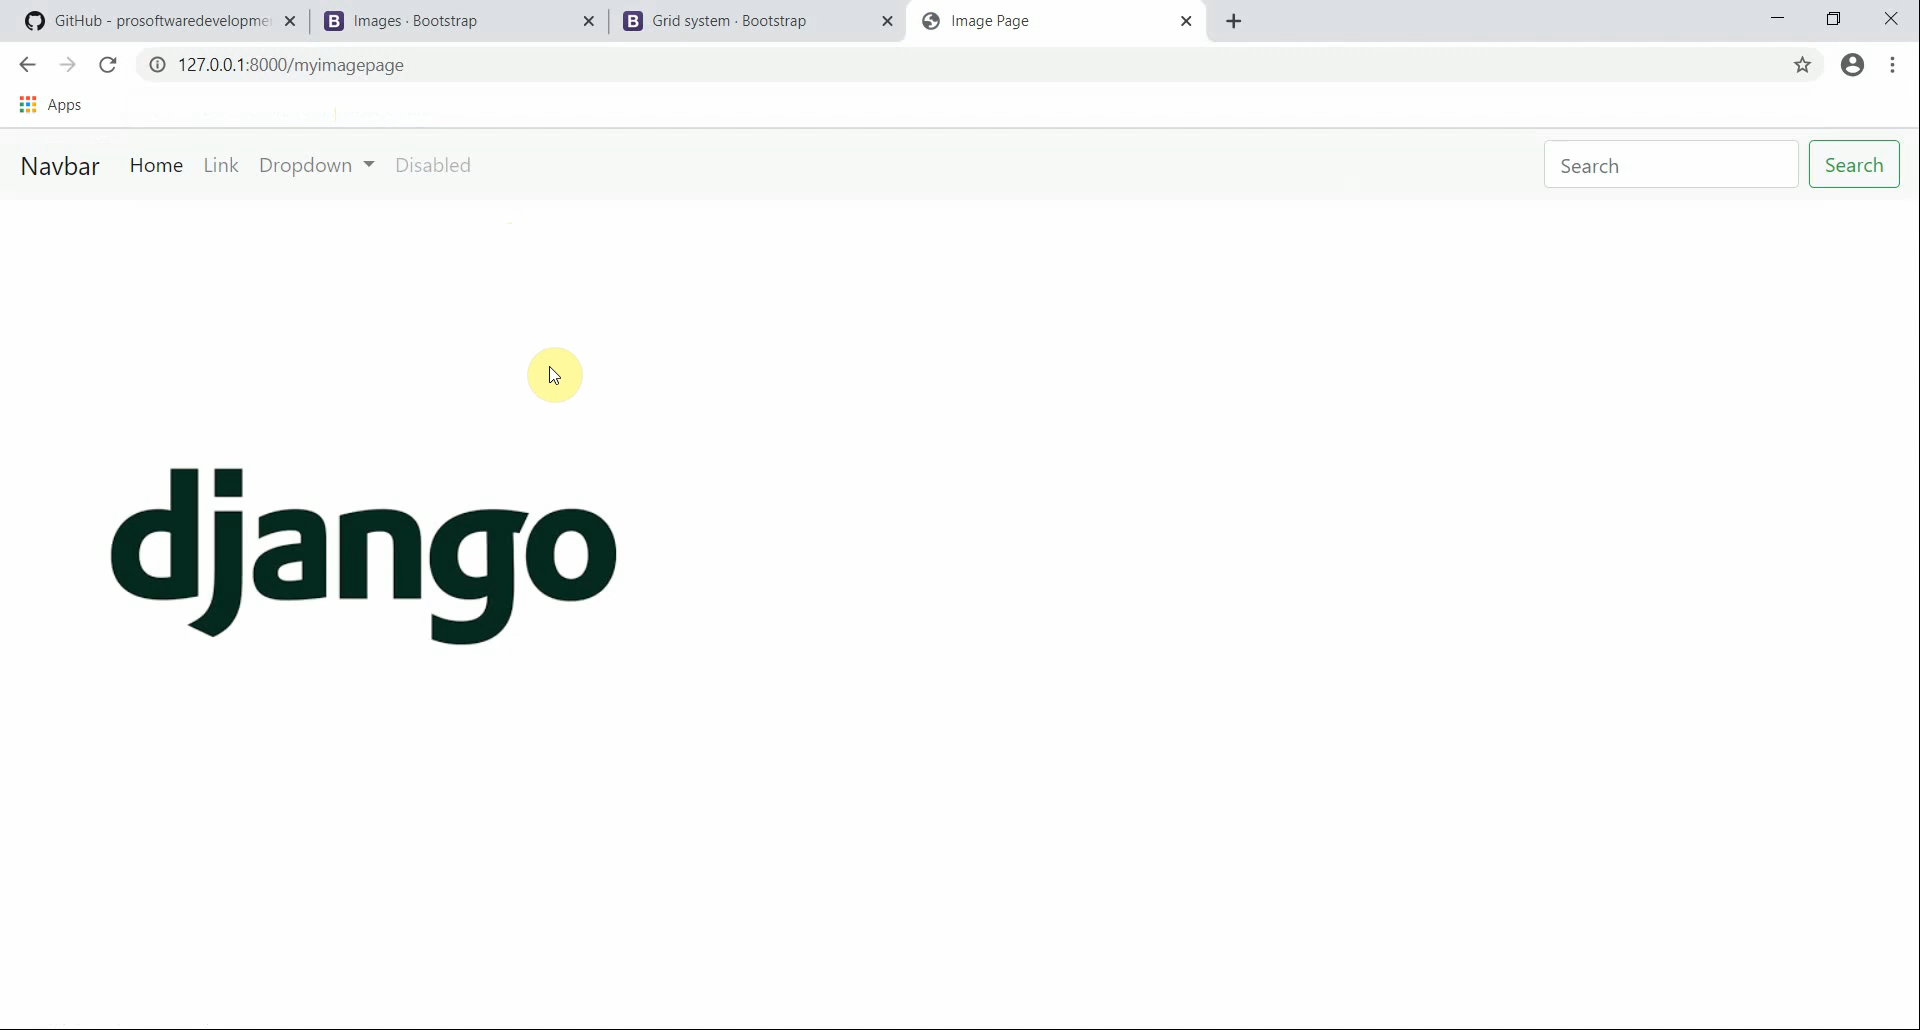 GitHub - prosoftwaredevelopme
Images · Bootstrap
Grid system · Bootstrap
Image Page
127.0.0.1:8000/myimagepage
Apps
Navbar Home Link Dropdown Disabled Search Search
django